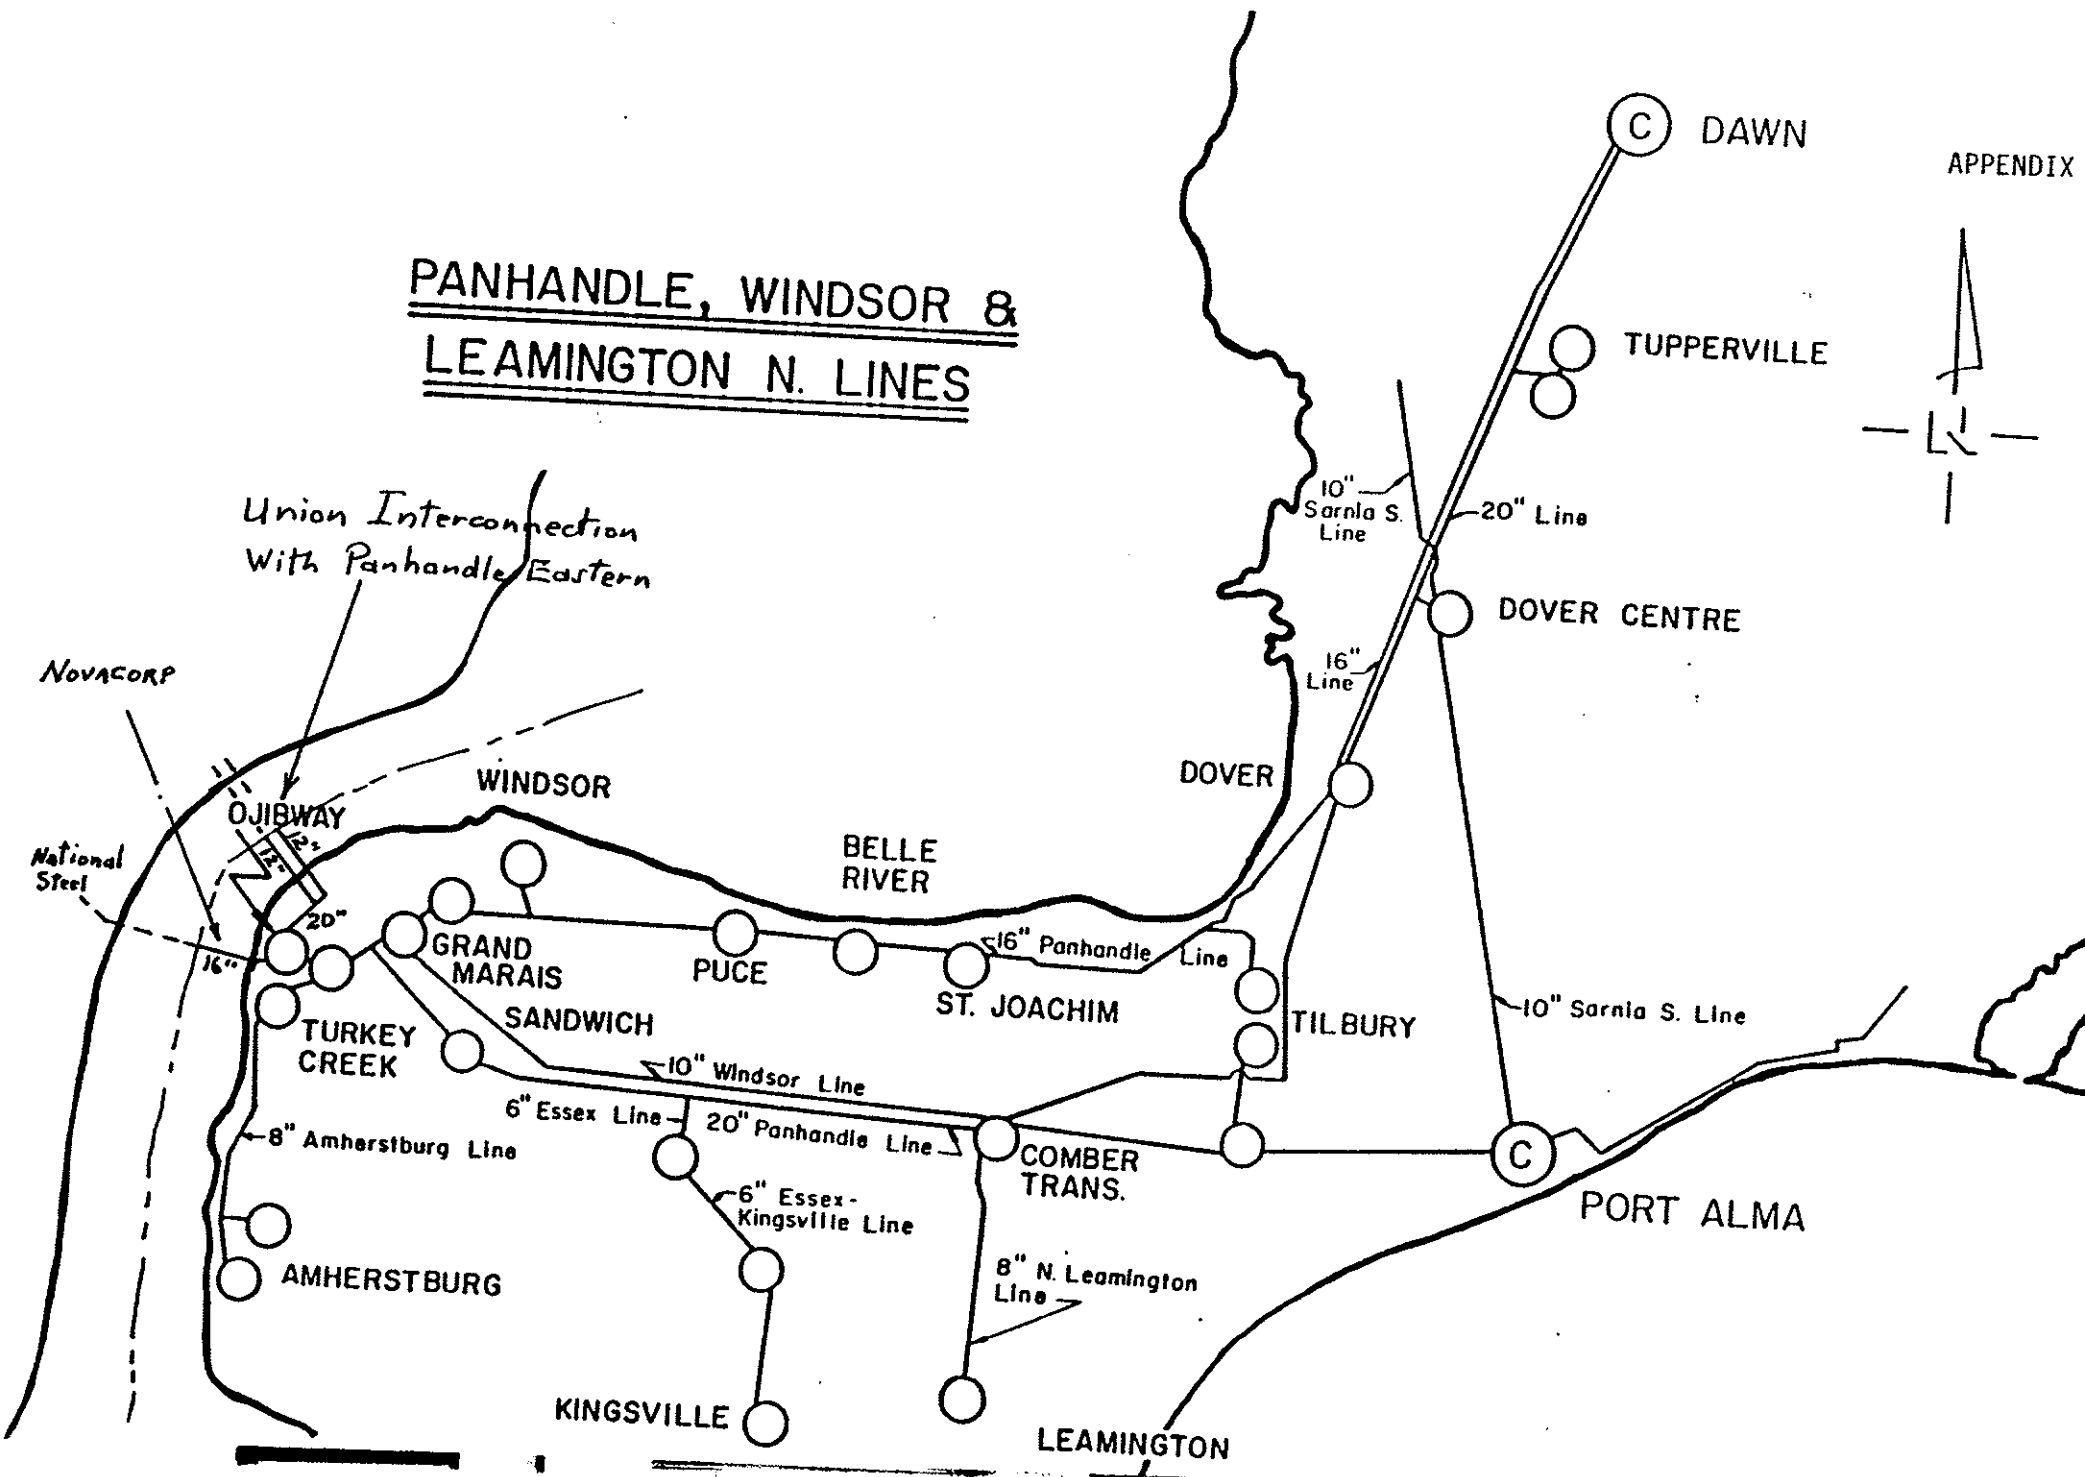 C DAWN
APPENDIX
PANHANDLE, WINDSOR &
LEAMINGTON N. LINES
TUPPERVILLE
Union Interconnection
With Panhandle Eastern
10"
Sarnia S.
Line
20" Line
DOVER CENTRE
16"
Line
NOVACORP
DOVER
WINDSOR
OJIBWAY
12"
12"
National
Steel
BELLE
RIVER
20"
16"
GRAND
MARAIS
PUCE
16" Panhandle Line
ST. JOACHIM
SANDWICH
TILBURY
10" Sarnia S. Line
TURKEY
CREEK
10" Windsor Line
6" Essex Line
20" Panhandle Line
8" Amherstburg Line
COMBER
TRANS.
C
PORT ALMA
6" Essex-
Kingsville Line
AMHERSTBURG
8" N. Leamington
Line
KINGSVILLE
LEAMINGTON